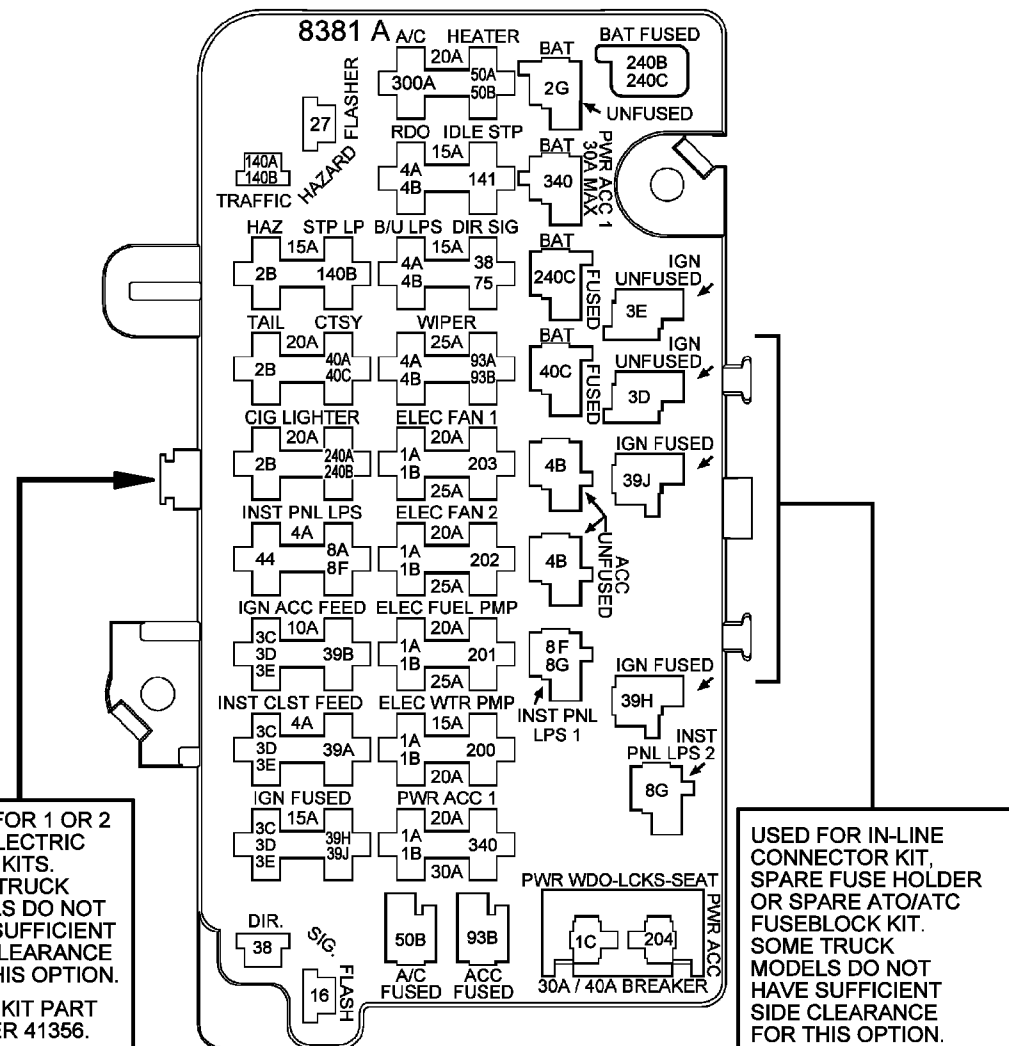 8381 A
A/C HEATER
20A
300A
50A
50B
BAT
2G
UNFUSED
BAT FUSED
240B
240C
27
HAZARD FLASHER
140A
140B
TRAFFIC
RDO IDLE STP
15A
4A
4B
141
BAT
340
PWR ACC 1
30A MAX
HAZ STP LP
15A
2B
140B
B/U LPS DIR SIG
15A
4A
4B
38
75
BAT
240C
FUSED
IGN
UNFUSED
3E
TAIL CTSY
20A
2B
40A
40C
WIPER
25A
4A
4B
93A
93B
BAT
40C
FUSED
IGN
UNFUSED
3D
CIG LIGHTER
20A
2B
240A
240B
ELEC FAN 1
20A
1A
1B
203
25A
4B
IGN FUSED
39J
INST PNL LPS
4A
44
8A
8F
ELEC FAN 2
20A
1A
1B
202
25A
4B
ACC
UNFUSED
IGN ACC FEED
10A
3C
3D
3E
39B
ELEC FUEL PMP
20A
1A
1B
201
25A
8F
8G
INST PNL
LPS 1
IGN FUSED
39H
INST CLST FEED
4A
3C
3D
3E
39A
ELEC WTR PMP
15A
1A
1B
200
20A
INST
PNL LPS 2
8G
IGN FUSED
15A
3C
3D
3E
39H
39J
PWR ACC 1
20A
1A
1B
340
30A
DIR.
38
SIG.
FLASH
16
50B
A/C
FUSED
93B
ACC
FUSED
PWR WDO-LCKS-SEAT
1C
204
PWR ACC
30A / 40A BREAKER
FOR 1 OR 2
LECTRIC
KITS.
TRUCK
LS DO NOT
SUFFICIENT
LEARANCE
HIS OPTION.
KIT PART
ER 41356.
USED FOR IN-LINE
CONNECTOR KIT,
SPARE FUSE HOLDER
OR SPARE ATO/ATC
FUSEBLOCK KIT.
SOME TRUCK
MODELS DO NOT
HAVE SUFFICIENT
SIDE CLEARANCE
FOR THIS OPTION.